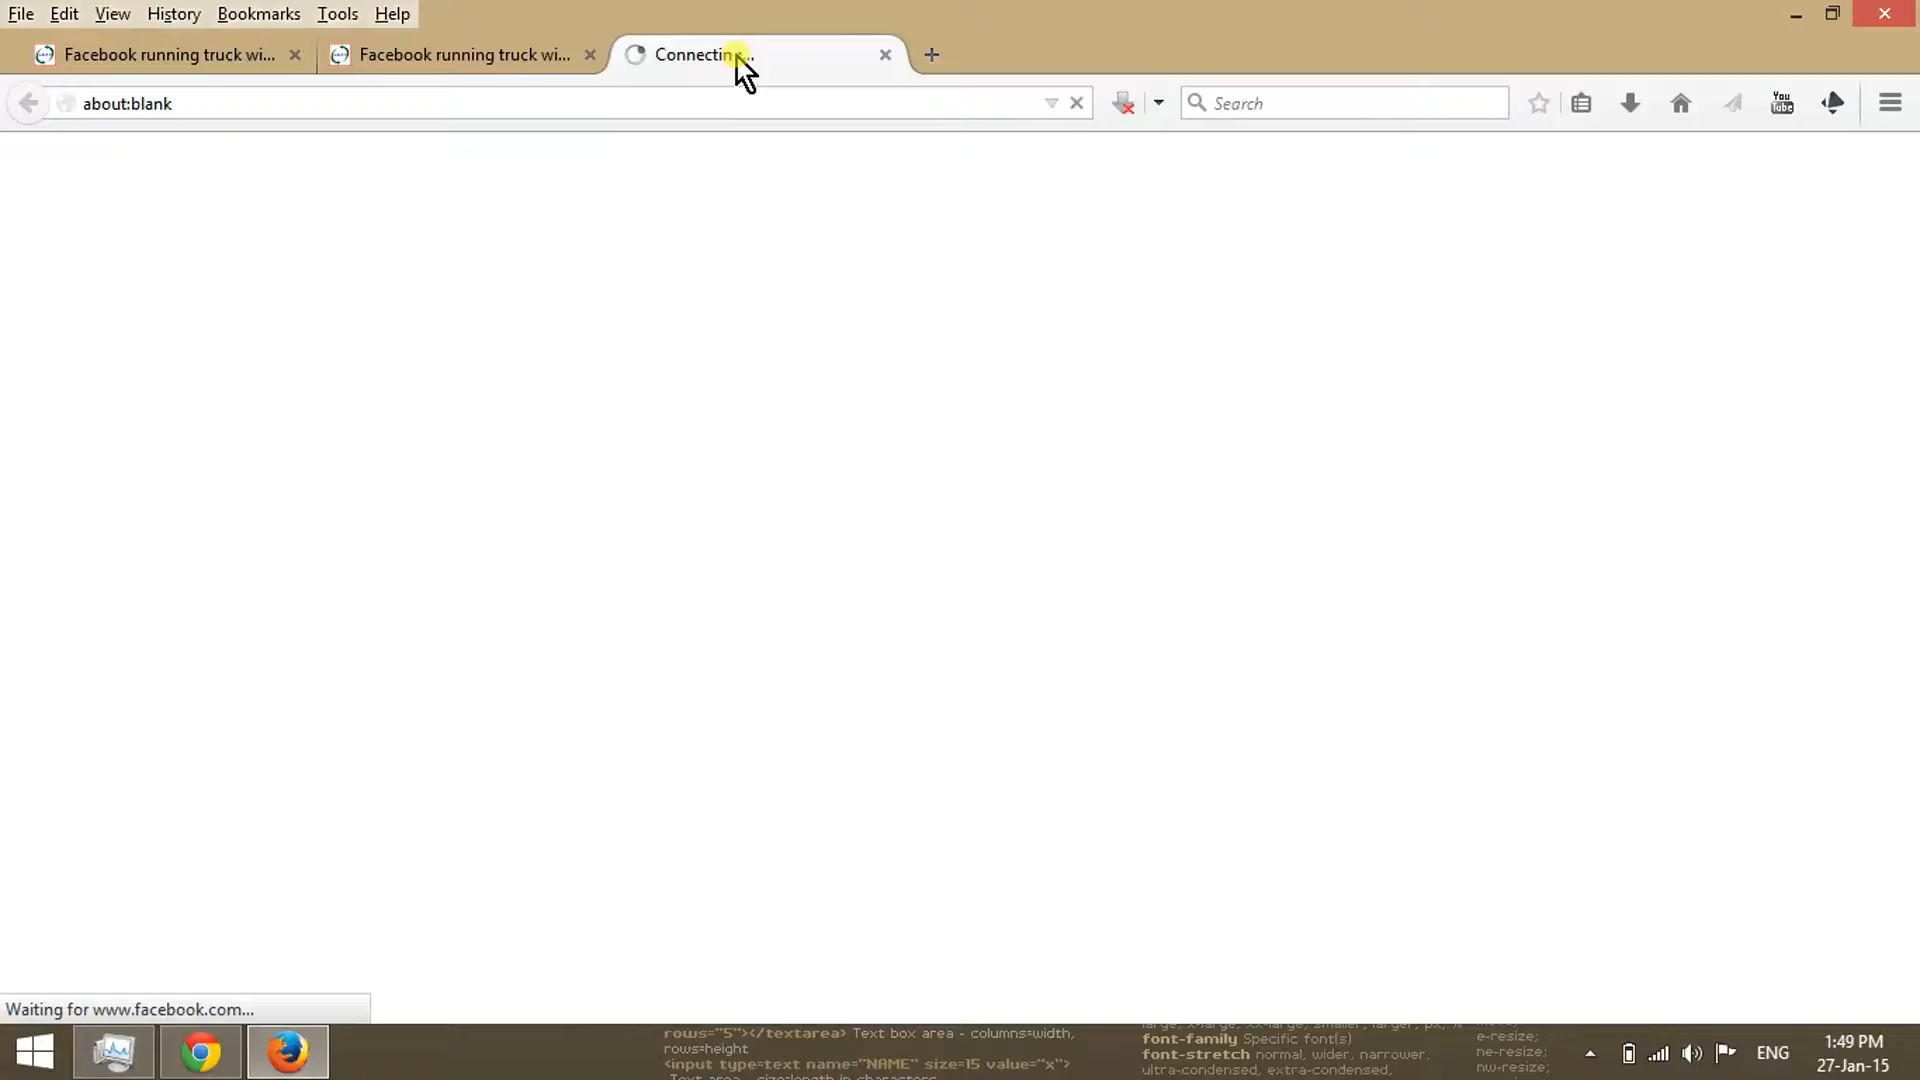 File Edit View History Bookmarks Tools Help
Facebook running truck wi... Facebook running truck wi... Connecting...
about:blank Search You Tube
Waiting for www.facebook.com...
rows="5"></textarea> Text box area - columns=width,
rows=height
<input type=text name="NAME" size=15 value="x">
font-family Specific font(s)
font-stretch normal, wider, narrower,
ultra-condensed, extra-condensed,
e-resize;
ne-resize;
nw-resize;
ENG
1:49 PM
27-Jan-15